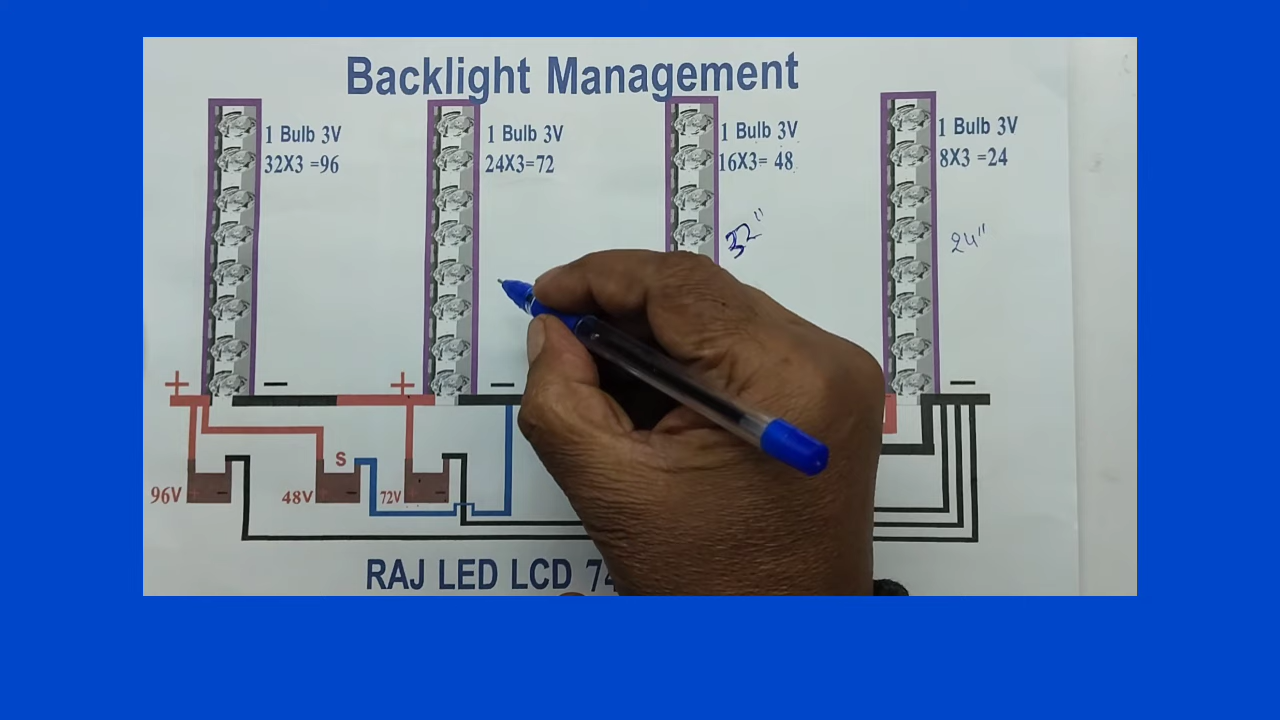 Backlight Management
1 Bulb 3V
32X3 =96
1 Bulb 3V
24X3=72
1 Bulb 3V
16X3= 48
1 Bulb 3V
8X3 =24
32"
24"
+
−
+
−
−
S
96V
48V
72V
RAJ LED LCD